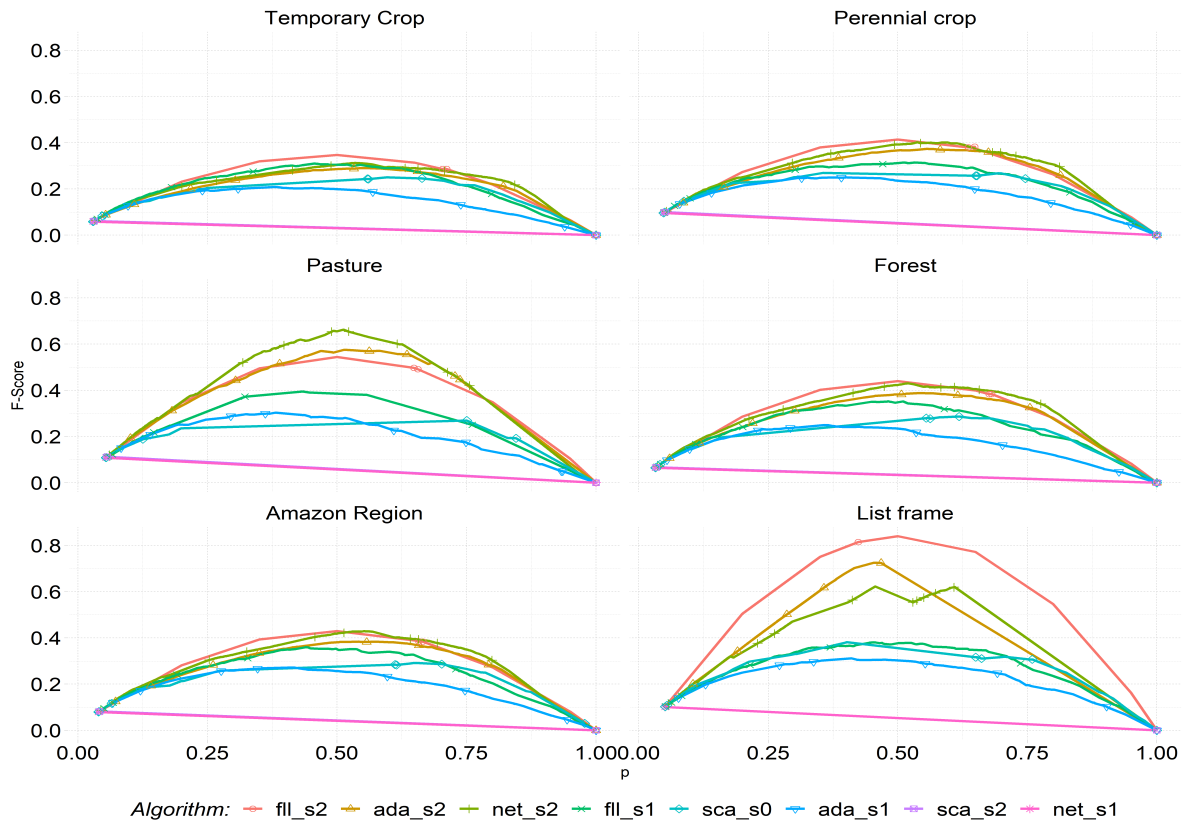 Temporary Crop
Perennial crop
0.8
0.6
0.4
0.2
0.0
Pasture
Forest
0.8
0.6
0.4
0.2
0.0
F-Score
Amazon Region
List frame
0.8
0.6
0.4
0.2
0.0
0.00 0.25 0.50 0.75 1.00 0.00 0.25 0.50 0.75 1.00
p
Algorithm: fll_s2 ada_s2 net_s2 fll_s1 sca_s0 ada_s1 sca_s2 net_s1